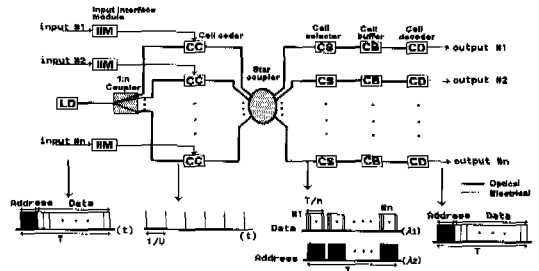 Input interface module
input #1
IIM
Cell coder
CC
Cell selector
Cell buffer
Cell decoder
CS
CB
CD
output #1
input #2
IIM
CC
Star coupler
CS
CB
CD
output #2
1:n Coupler
LD
input #n
IIM
CC
CS
CB
CD
output #n
Optical
Electrical
Address
Data
(t)
T
(t)
1/U
T/n
#1
#n
Data
(λ1)
Address
(λ2)
T
Address
Data
(t)
T